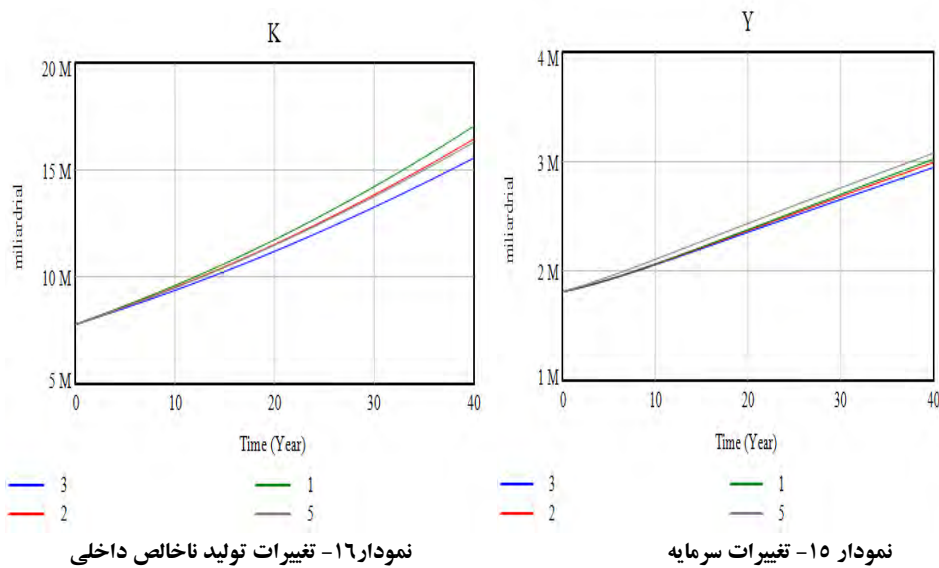 K
20 M
15 M
10 M
5 M
miliardrial
0 10 20 30 40
Time (Year)
3 1
2 5
نمودار١٦- تغییرات تولید ناخالص داخلی
Y
4 M
3 M
2 M
1 M
miliardrial
0 10 20 30 40
Time (Year)
3 1
2 5
نمودار ١٥- تغییرات سرمایه